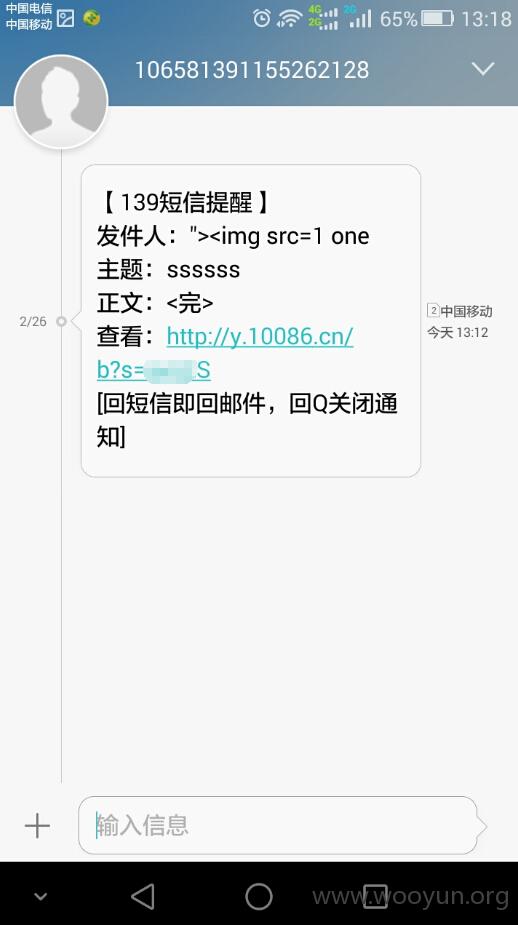 中国电信
中国移动
4G
2G
2G
65%
13:18
106581391155262128
【 139短信提醒 】
发件人："><img src=1 one
主题：ssssss
正文：<完>
查看：http://y.10086.cn/
b?s= S
[回短信即回邮件，回Q关闭通
知]
2/26
2 中国移动
今天 13:12
输入信息
www.wooyun.org